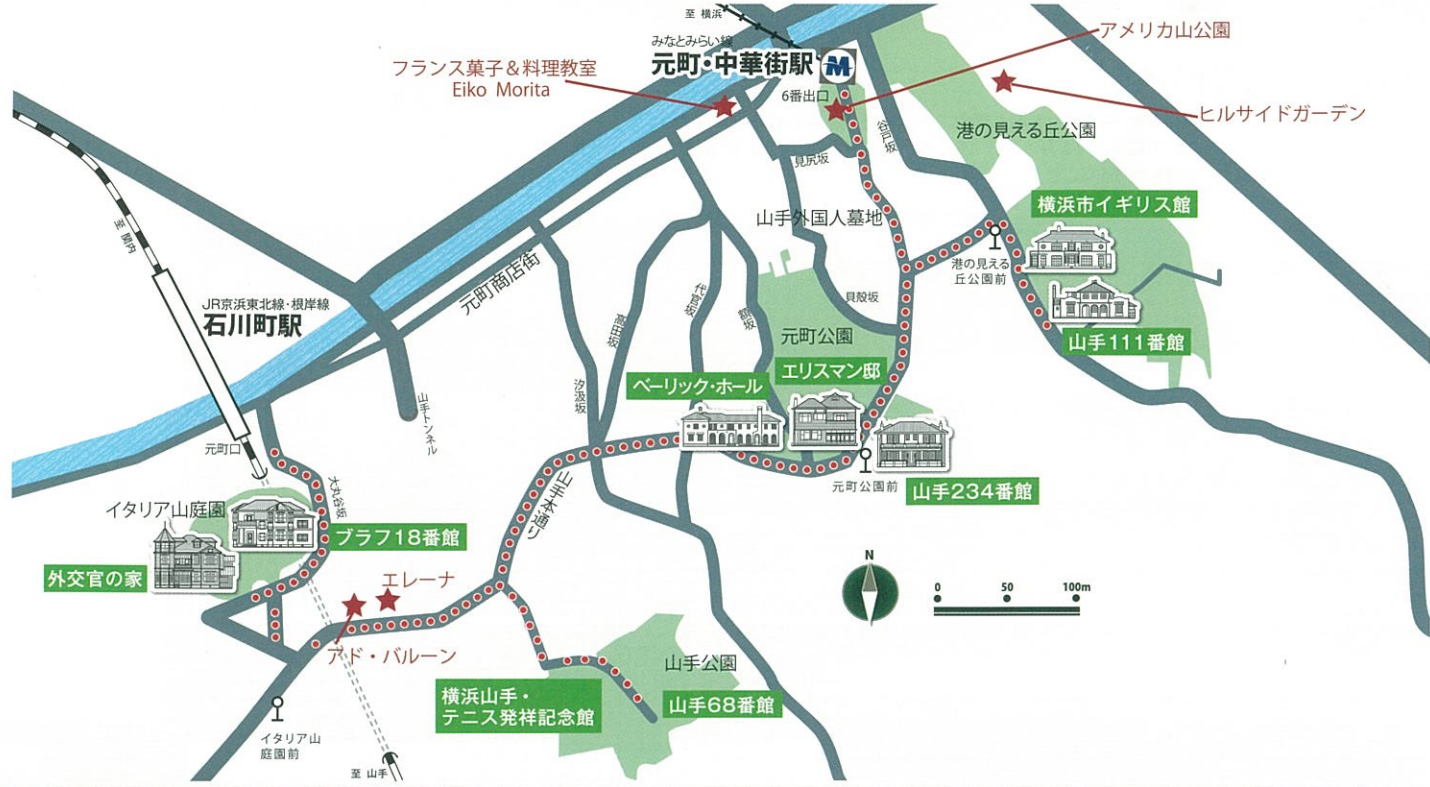 至 横浜
みなとみらい線
元町・中華街駅
M
6番出口
アメリカ山公園
フランス菓子＆料理教室
Eiko Morita
ヒルサイドガーデン
港の見える丘公園
谷戸坂
見尻坂
山手外国人墓地
横浜市イギリス館
港の見える
丘公園前
山手111番館
至 関内
JR京浜東北線・根岸線
石川町駅
元町商店街
代官坂
額坂
高田坂
汐汲坂
貝殻坂
元町公園
エリスマン邸
ベーリック・ホール
元町公園前
山手234番館
山手トンネル
元町口
大丸谷坂
山手本通り
イタリア山庭園
ブラフ18番館
外交官の家
エレーナ
アド・バルーン
N
0 50 100m
山手公園
山手68番館
横浜山手・
テニス発祥記念館
イタリア山
庭園前
至 山手